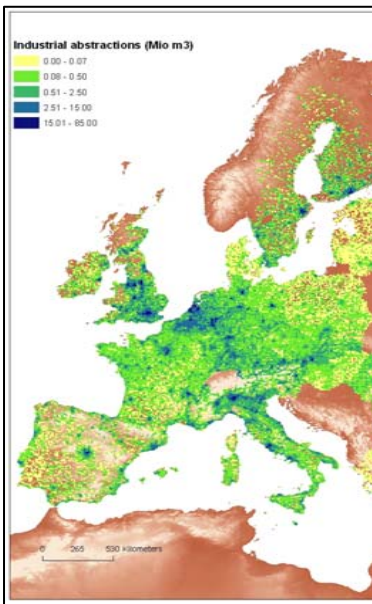 Industrial abstractions (Mio m3)
0.00 - 0.07
0.08 - 0.50
0.51 - 2.50
2.51 - 15.00
15.01 - 85.00
0 265 530 Kilometers